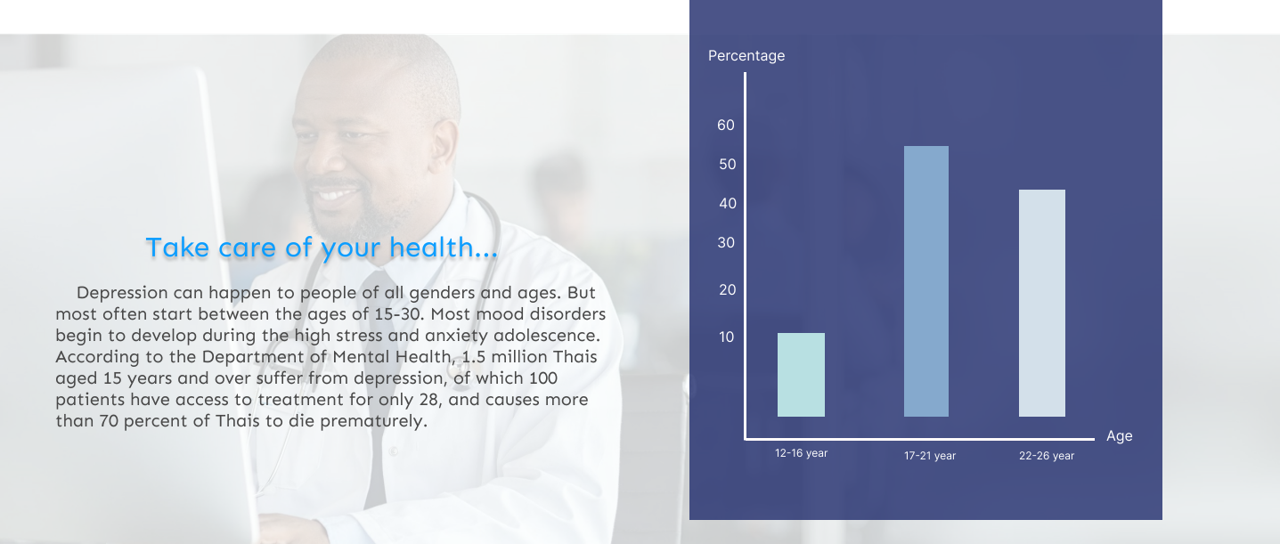 Take care of your health...
Depression can happen to people of all genders and ages. But
most often start between the ages of 15-30. Most mood disorders
begin to develop during the high stress and anxiety adolescence.
According to the Department of Mental Health, 1.5 million Thais
aged 15 years and over suffer from depression, of which 100
patients have access to treatment for only 28, and causes more
than 70 percent of Thais to die prematurely.
Percentage
60
50
40
30
20
10
Age
12-16 year
17-21 year
22-26 year